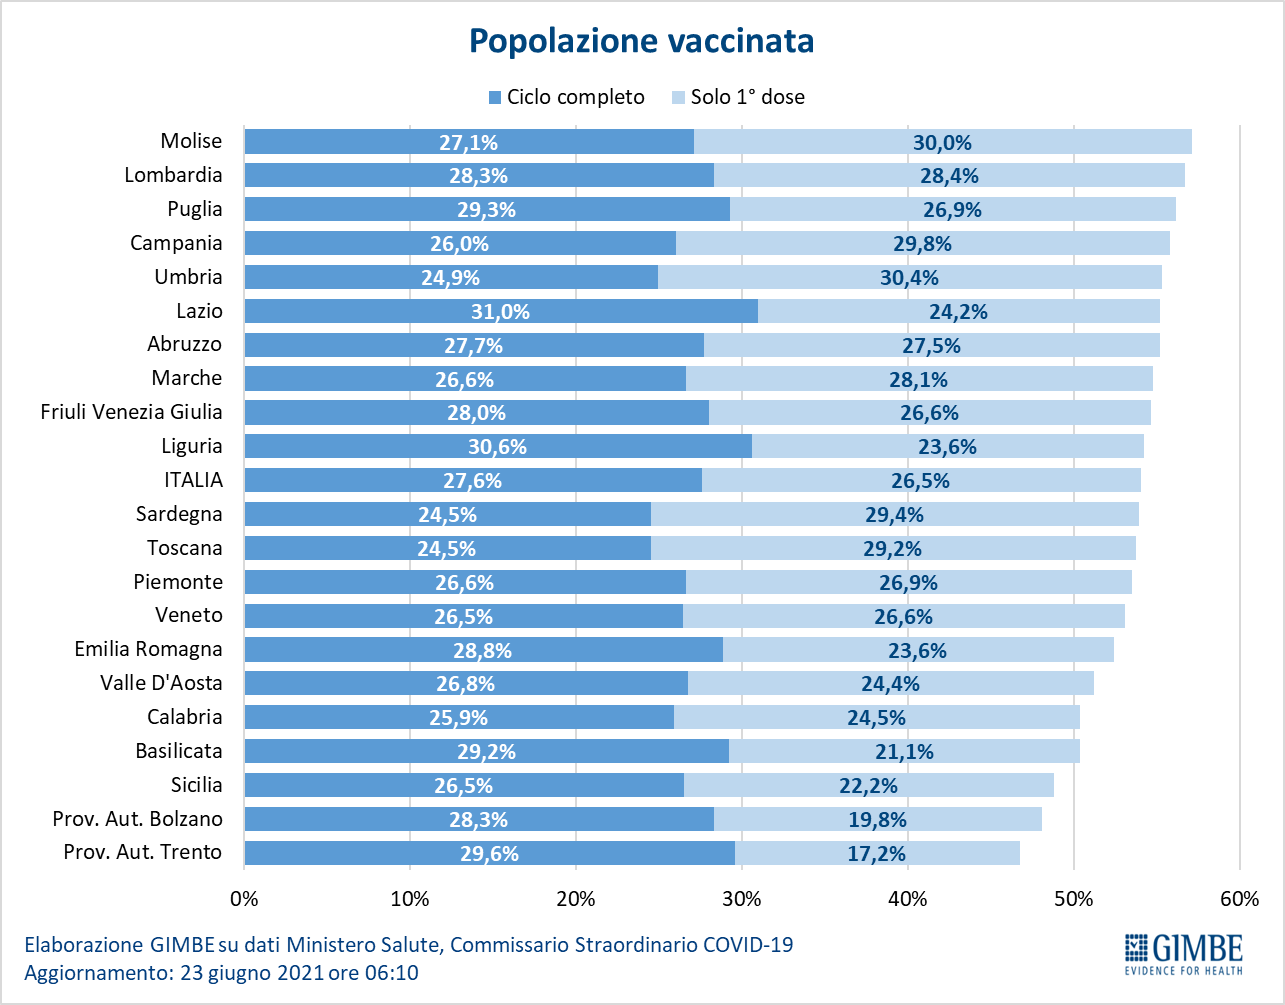 Popolazione vaccinata
Ciclo completo Solo 1° dose
Molise 27,1% 30,0%
Lombardia 28,3% 28,4%
Puglia 29,3% 26,9%
Campania 26,0% 29,8%
Umbria 24,9% 30,4%
Lazio 31,0% 24,2%
Abruzzo 27,7% 27,5%
Marche 26,6% 28,1%
Friuli Venezia Giulia 28,0% 26,6%
Liguria 30,6% 23,6%
ITALIA 27,6% 26,5%
Sardegna 24,5% 29,4%
Toscana 24,5% 29,2%
Piemonte 26,6% 26,9%
Veneto 26,5% 26,6%
Emilia Romagna 28,8% 23,6%
Valle D'Aosta 26,8% 24,4%
Calabria 25,9% 24,5%
Basilicata 29,2% 21,1%
Sicilia 26,5% 22,2%
Prov. Aut. Bolzano 28,3% 19,8%
Prov. Aut. Trento 29,6% 17,2%
0% 10% 20% 30% 40% 50% 60%
Elaborazione GIMBE su dati Ministero Salute, Commissario Straordinario COVID-19
Aggiornamento: 23 giugno 2021 ore 06:10
GIMBE
EVIDENCE FOR HEALTH